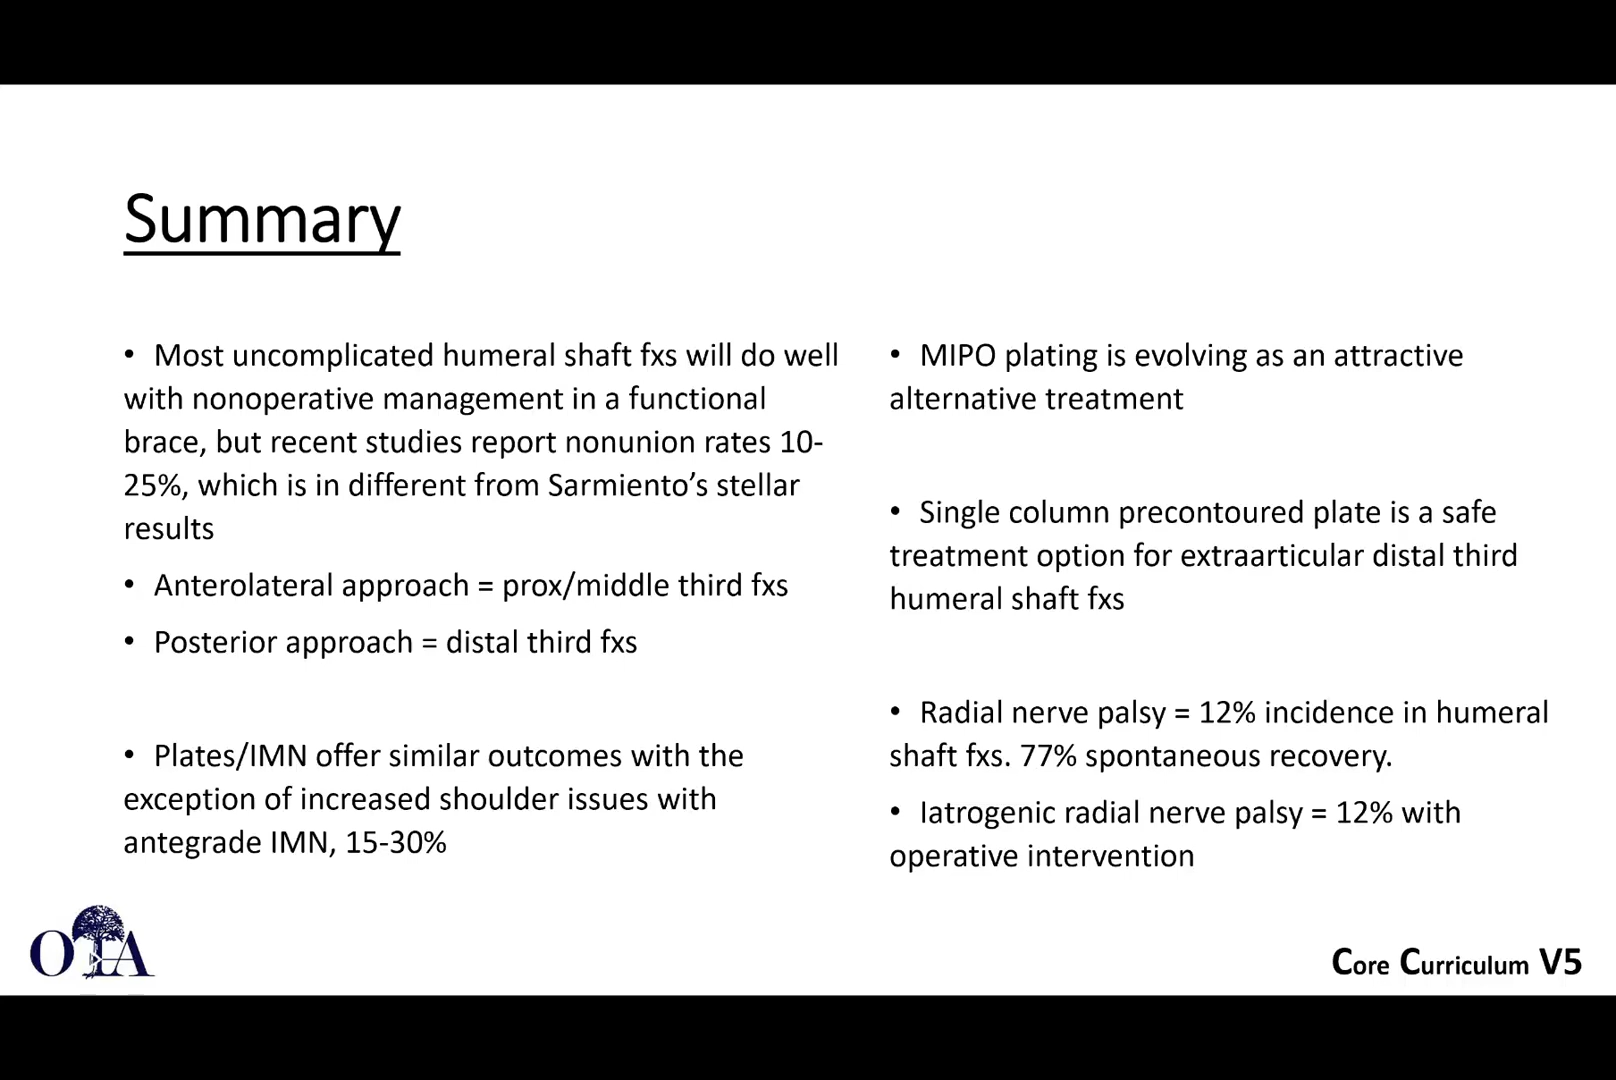 Summary
• Most uncomplicated humeral shaft fxs will do well
with nonoperative management in a functional
brace, but recent studies report nonunion rates 10-
25%, which is in different from Sarmiento’s stellar
results
• Anterolateral approach = prox/middle third fxs
• Posterior approach = distal third fxs
• Plates/IMN offer similar outcomes with the
exception of increased shoulder issues with
antegrade IMN, 15-30%
• MIPO plating is evolving as an attractive
alternative treatment
• Single column precontoured plate is a safe
treatment option for extraarticular distal third
humeral shaft fxs
• Radial nerve palsy = 12% incidence in humeral
shaft fxs. 77% spontaneous recovery.
• Iatrogenic radial nerve palsy = 12% with
operative intervention
OTA
Core Curriculum V5